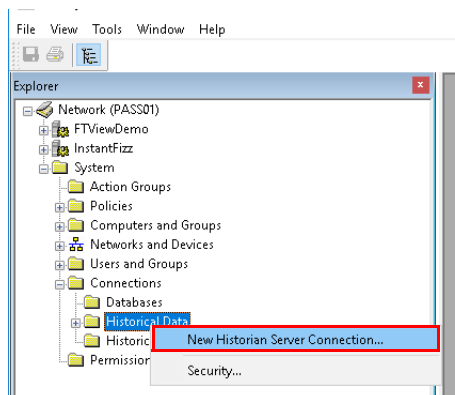 File View Tools Window Help
Explorer
Network (PASS01)
FTViewDemo
InstantFizz
System
Action Groups
Policies
Computers and Groups
Networks and Devices
Users and Groups
Connections
Databases
Historical Data
Historic
New Historian Server Connection...
Permission
Security...